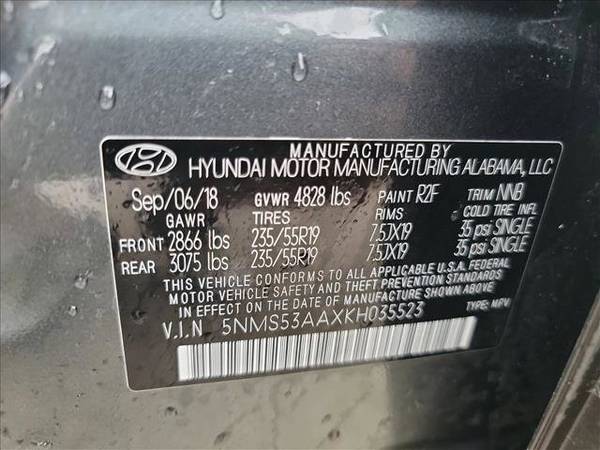 MANUFACTURED BY
HYUNDAI MOTOR MANUFACTURING ALABAMA, LLC
Sep/06/18 GVWR 4828 lbs PAINT R2F TRIM NNB
GAWR TIRES RIMS COLD TIRE INFL
FRONT 2866 lbs 235/55R19 7.5JX19 35 psi SINGLE
REAR 3075 lbs 235/55R19 7.5JX19 35 psi SINGLE
THIS VEHICLE CONFORMS TO ALL APPLICABLE U.S.A. FEDERAL
MOTOR VEHICLE SAFETY AND THEFT PREVENTION STANDARDS
IN EFFECT ON THE DATE OF MANUFACTURE SHOWN ABOVE.
V.I.N 5NMS53AAXKH035523 TYPE: MPV